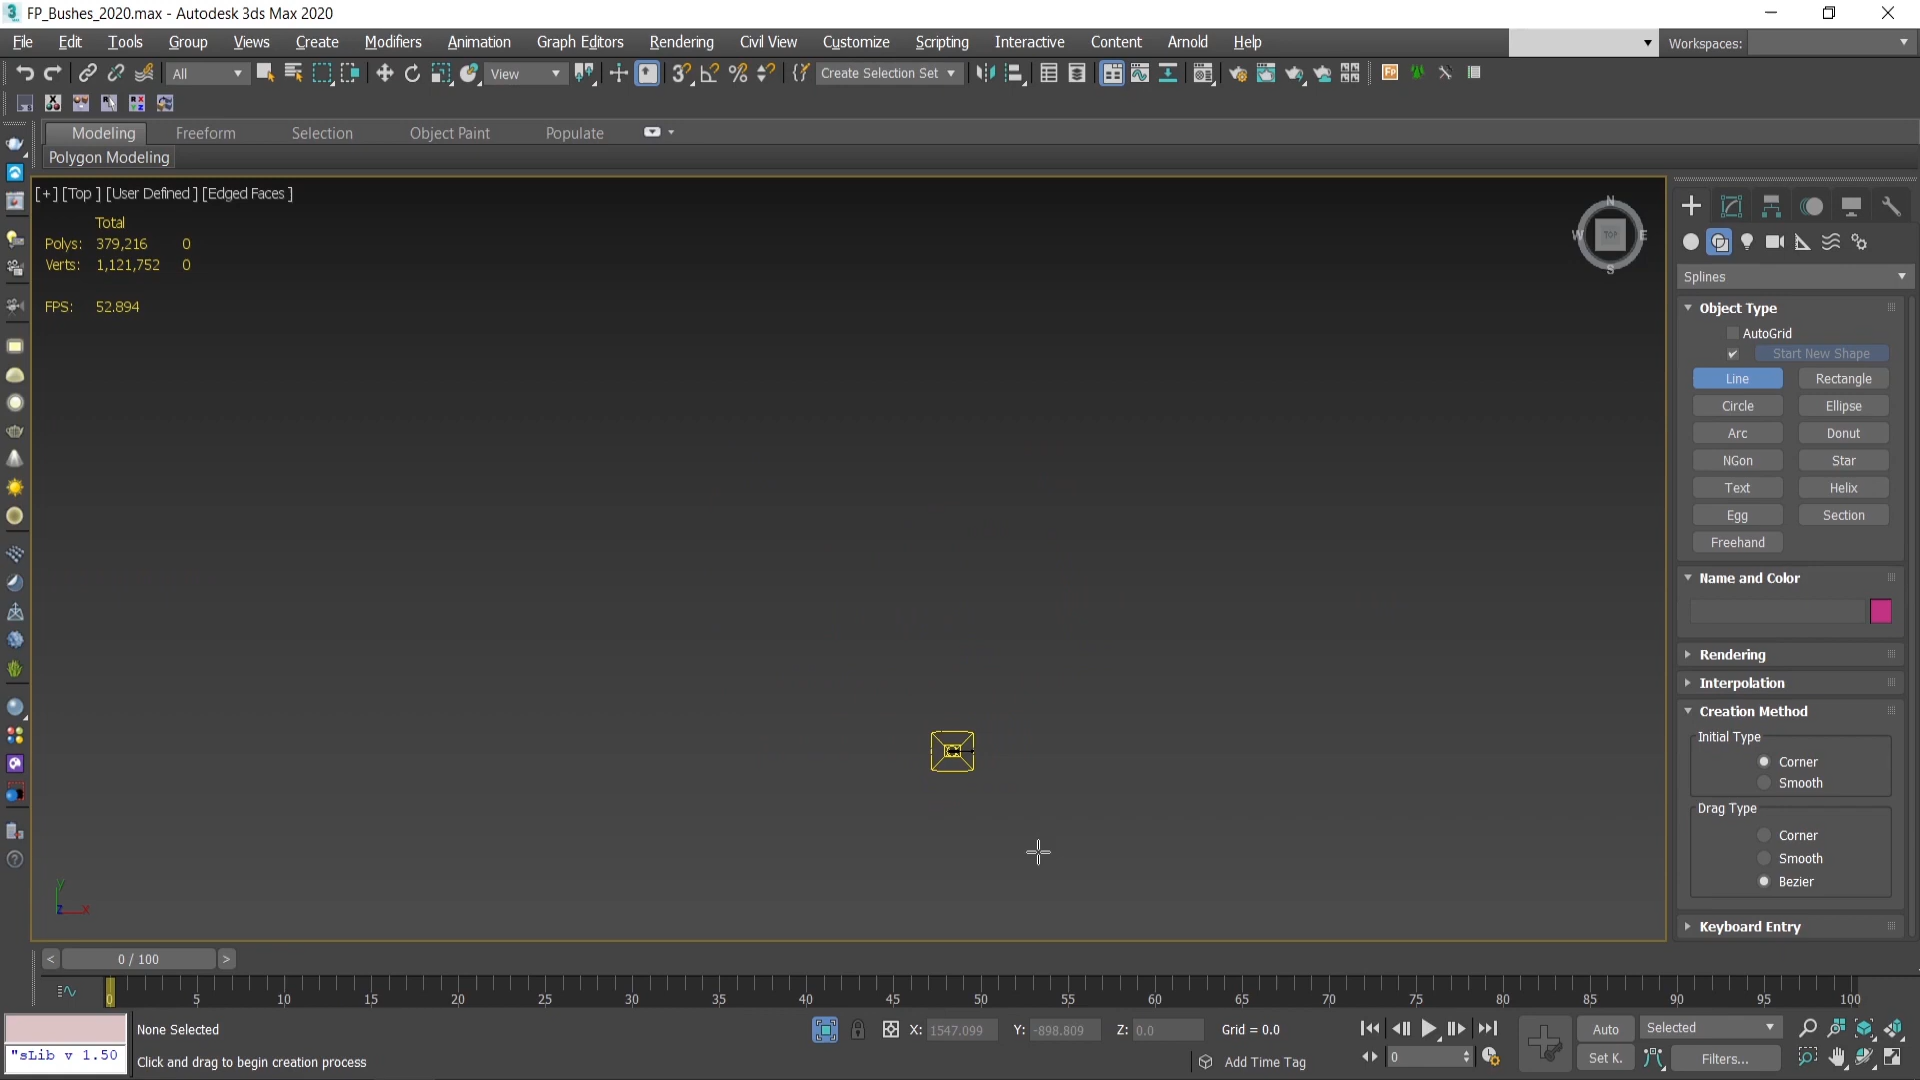 FP_Bushes_2020.max - Autodesk 3ds Max 2020
File Edit Tools Group Views Create Modifiers Animation Graph Editors Rendering Civil View Customize Scripting Interactive Content Arnold Help Workspaces:
All View Create Selection Set
Modeling Freeform Selection Object Paint Populate
Polygon Modeling
[+] [Top ] [User Defined ] [Edged Faces ]
Total
Polys: 379,216 0
Verts: 1,121,752 0
FPS: 52.894
N
W TOP E
S
Splines
Object Type
AutoGrid
Start New Shape
Line Rectangle
Circle Ellipse
Arc Donut
NGon Star
Text Helix
Egg Section
Freehand
Name and Color
Rendering
Interpolation
Creation Method
Initial Type
Corner
Smooth
Drag Type
Corner
Smooth
Bezier
Keyboard Entry
y
z x
< 0 / 100 >
0 5 10 15 20 25 30 35 40 45 50 55 60 65 70 75 80 85 90 95 100
None Selected X: 1547.099 Y: -898.809 Z: 0.0 Grid = 0.0 Auto Selected
"sLib v 1.50 Click and drag to begin creation process Add Time Tag 0 Set K. Filters...